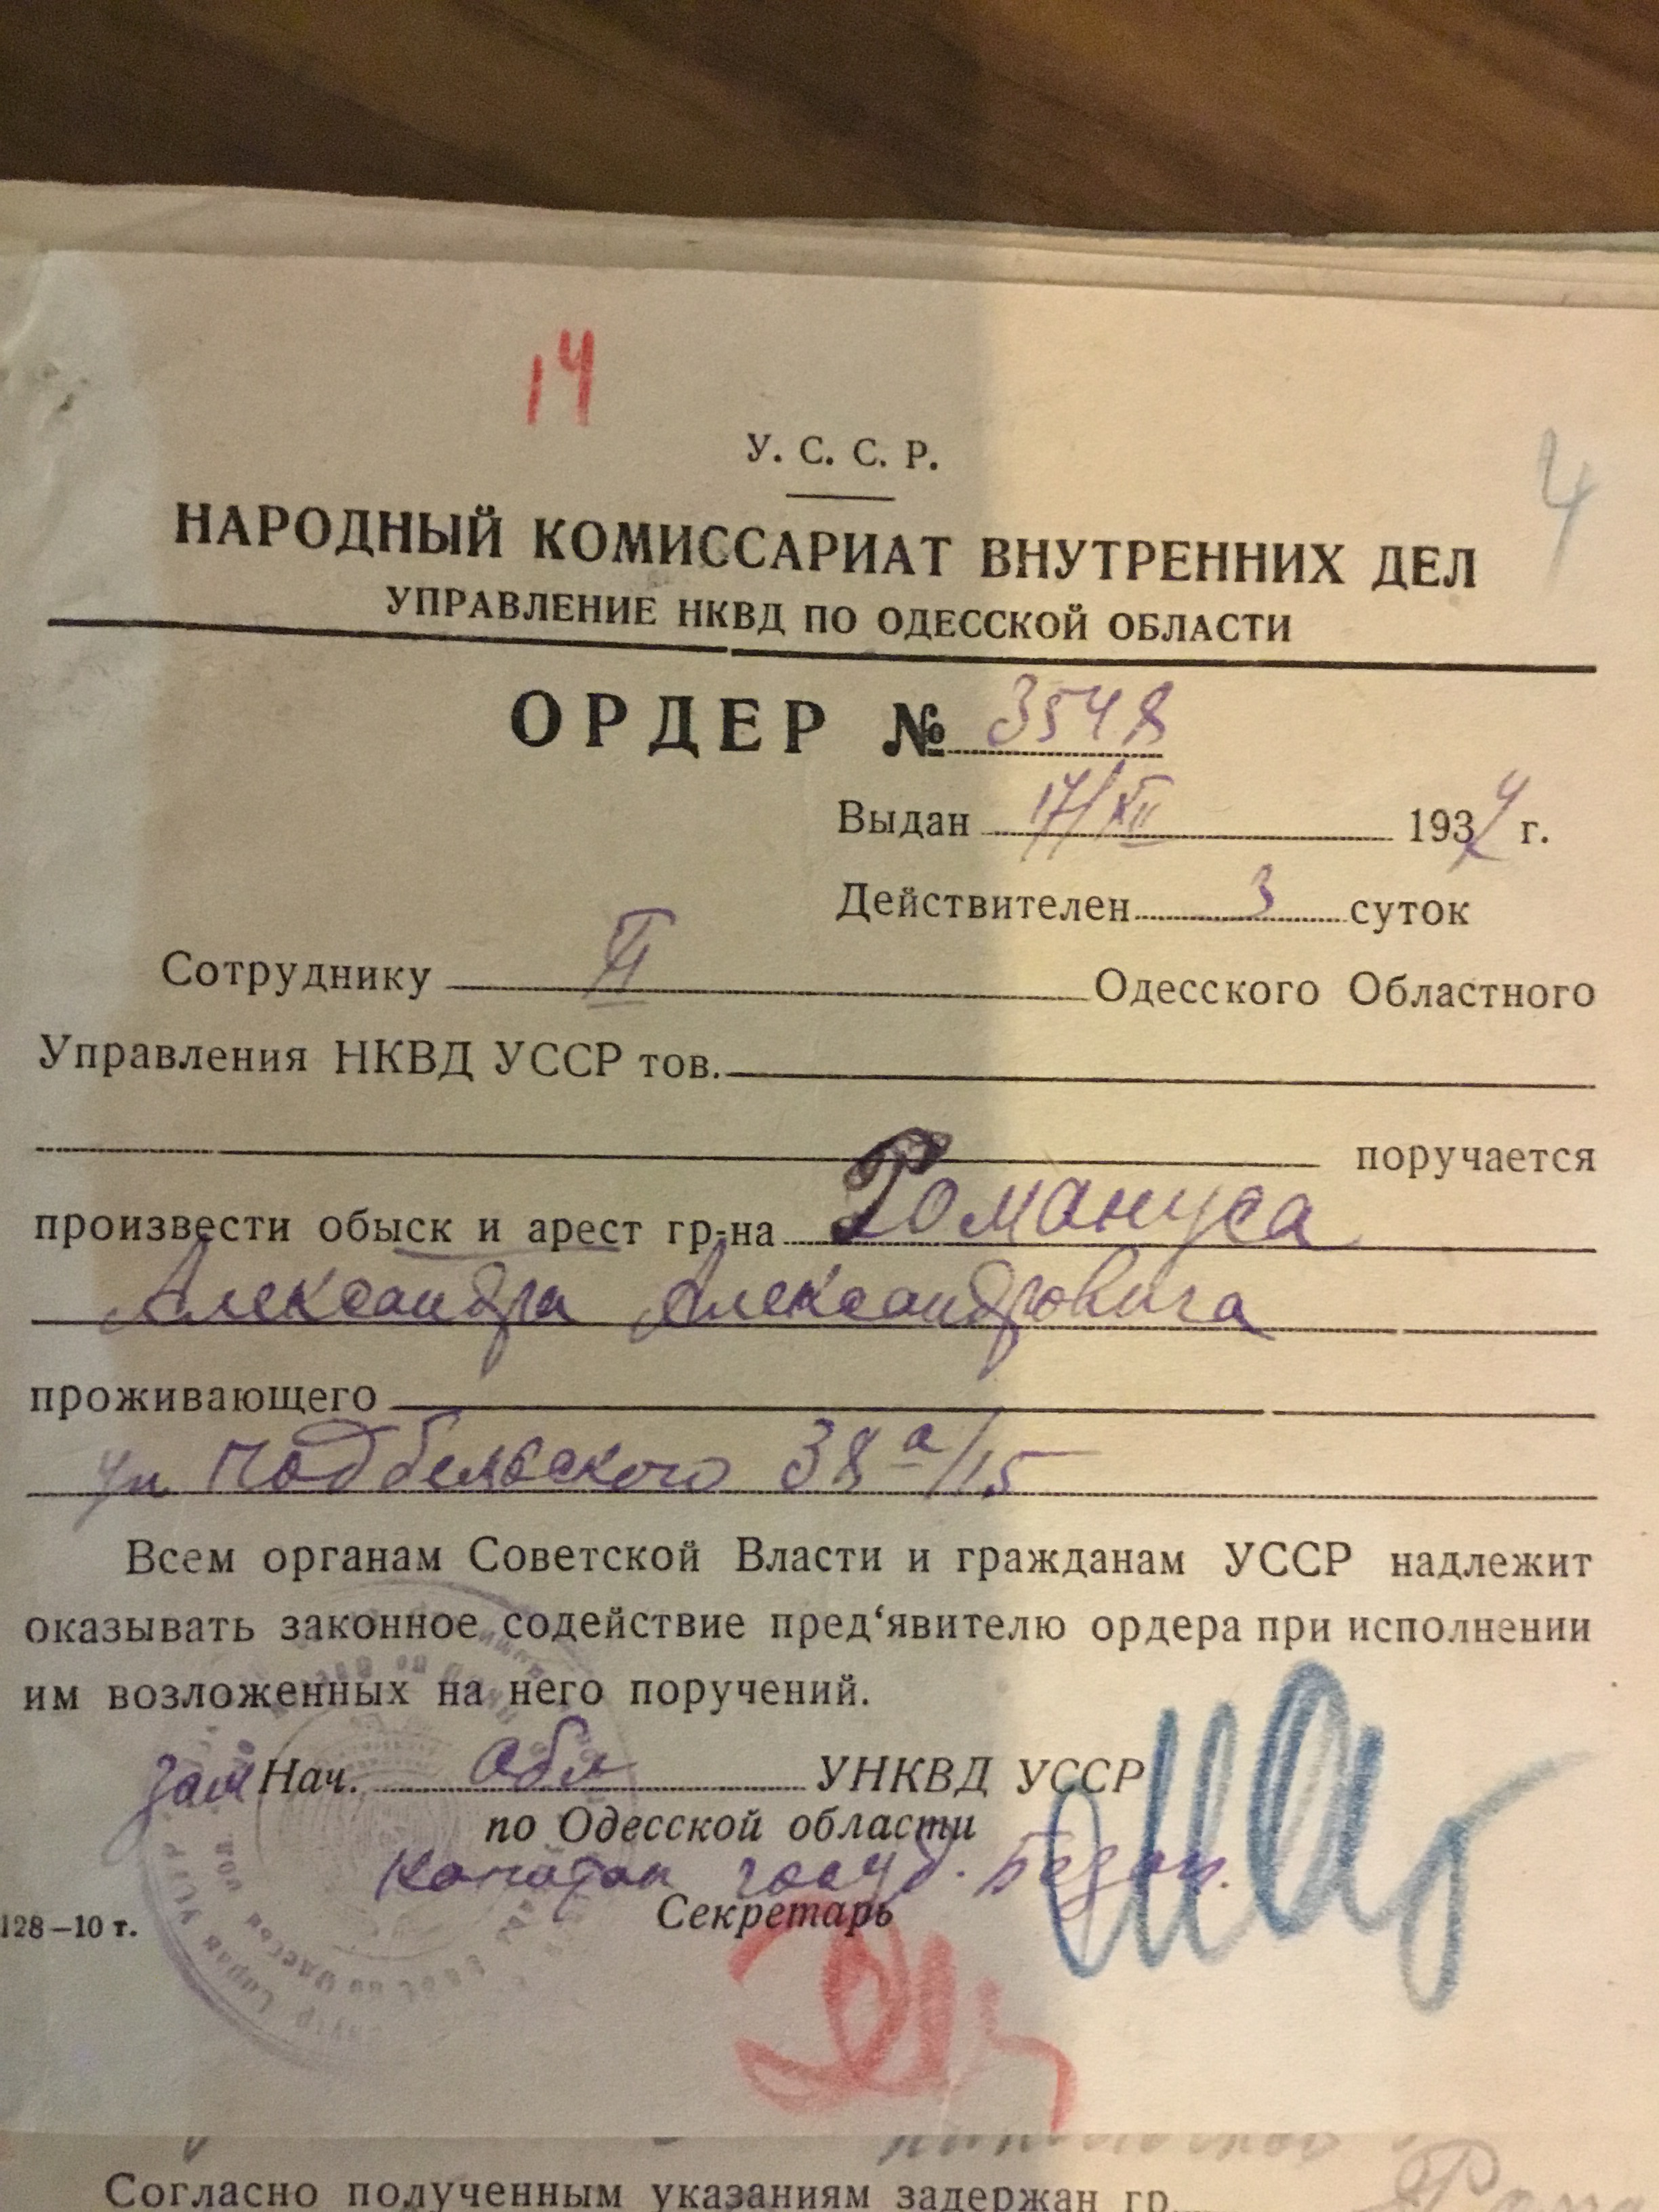 14
У. С. С. Р.
4
НАРОДНЫЙ КОМИССАРИАТ ВНУТРЕННИХ ДЕЛ
УПРАВЛЕНИЕ НКВД ПО ОДЕССКОЙ ОБЛАСТИ
ОРДЕР № 3548
Выдан 17/XII 193 г.
Действителен 3 суток
Сотруднику Одесского Областного
Управления НКВД УССР тов.
поручается
произвести обыск и арест гр-на Романуса
Александра Александровича
проживающего
ул Подбельского 38а/15
Всем органам Советской Власти и гражданам УССР надлежит
оказывать законное содействие пред‘явителю ордера при исполнении
им возложенных на него поручений.
зам Нач. Обл УНКВД УССР
по Одесской области
капитан госуд. Безоп.
Секретарь
128—10 т.
Согласно полученным указаниям задержан гр.